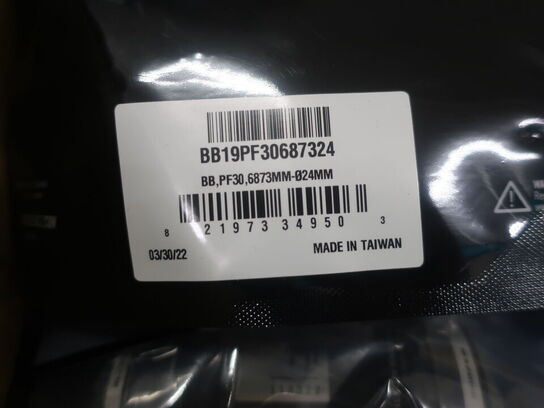 BB19PF30687324
BB,PF30,6873MM-Ø24MM
8 21973 34950 3
03/30/22
MADE IN TAIWAN